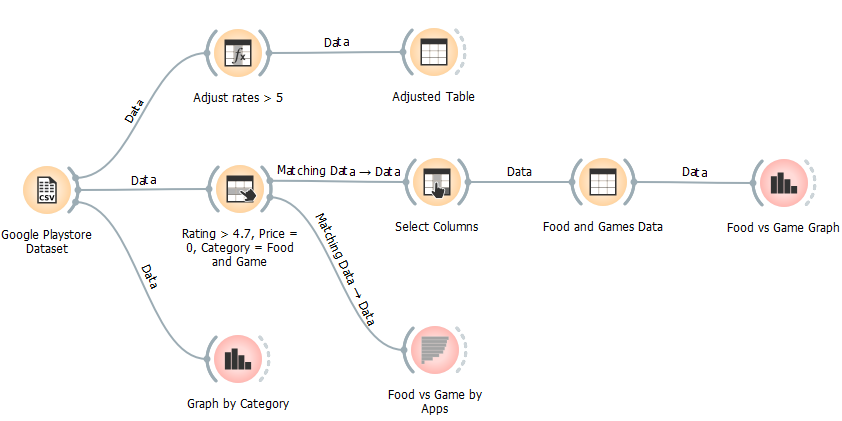 Data
Adjust rates > 5
Adjusted Table
Data
CSV
Google Playstore
Dataset
Data
Rating > 4.7, Price =
0, Category = Food
and Game
Matching Data → Data
Select Columns
Data
Food and Games Data
Data
Food vs Game Graph
Matching Data → Data
Data
Graph by Category
Food vs Game by
Apps